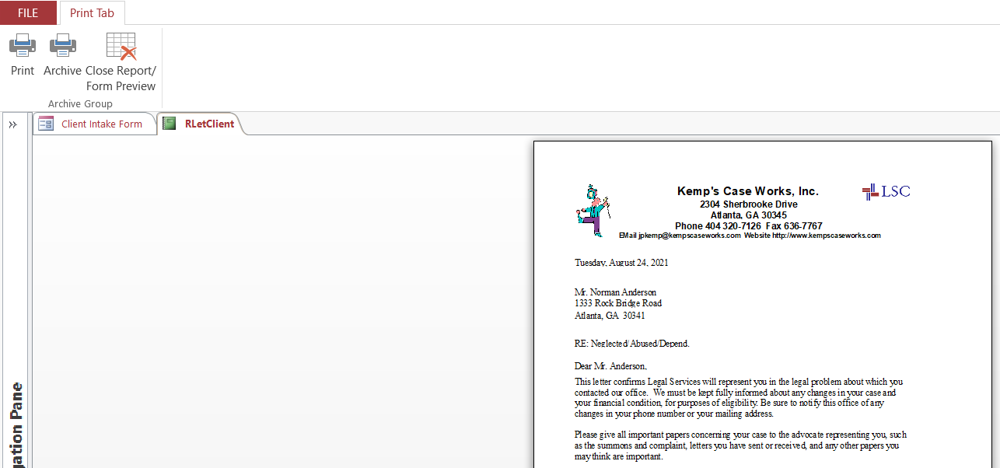 FILE
Print Tab
Print
Archive
Close Report/
Form Preview
Archive Group
Client Intake Form
RLetClient
gation Pane
Kemp's Case Works, Inc.
LSC
2304 Sherbrooke Drive
Atlanta, GA 30345
Phone 404 320-7126 Fax 636-7767
EMail jpkemp@kempscaseworks.com Website http://www.kempscaseworks.com
Tuesday, August 24, 2021
Mr. Norman Anderson
1333 Rock Bridge Road
Atlanta, GA 30341
RE: Neglected/Abused/Depend.
Dear Mr. Anderson,
This letter confirms Legal Services will represent you in the legal problem about which you
contacted our office. We must be kept fully informed about any changes in your case and
your financial condition, for purposes of eligibility. Be sure to notify this office of any
changes in your phone number or your mailing address.
Please give all important papers concerning your case to the advocate representing you, such
as the summons and complaint, letters you have sent or received, and any other papers you
may think are important.